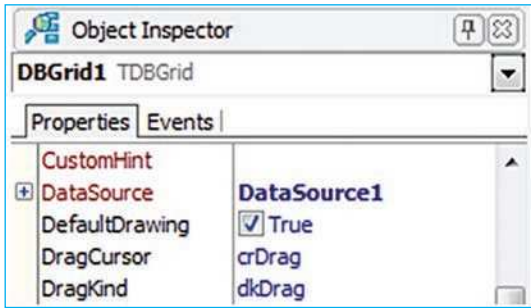 Object Inspector
DBGrid1 TDBGrid
Properties Events
CustomHint
DataSource DataSource1
DefaultDrawing True
DragCursor crDrag
DragKind dkDrag